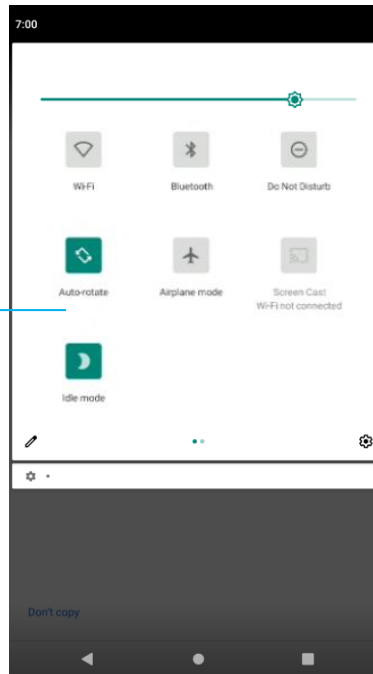 7:00
Wi-Fi
Bluetooth
Do Not Disturb
Auto-rotate
Airplane mode
Screen Cast
Wi-Fi not connected
Idle mode
Don't copy